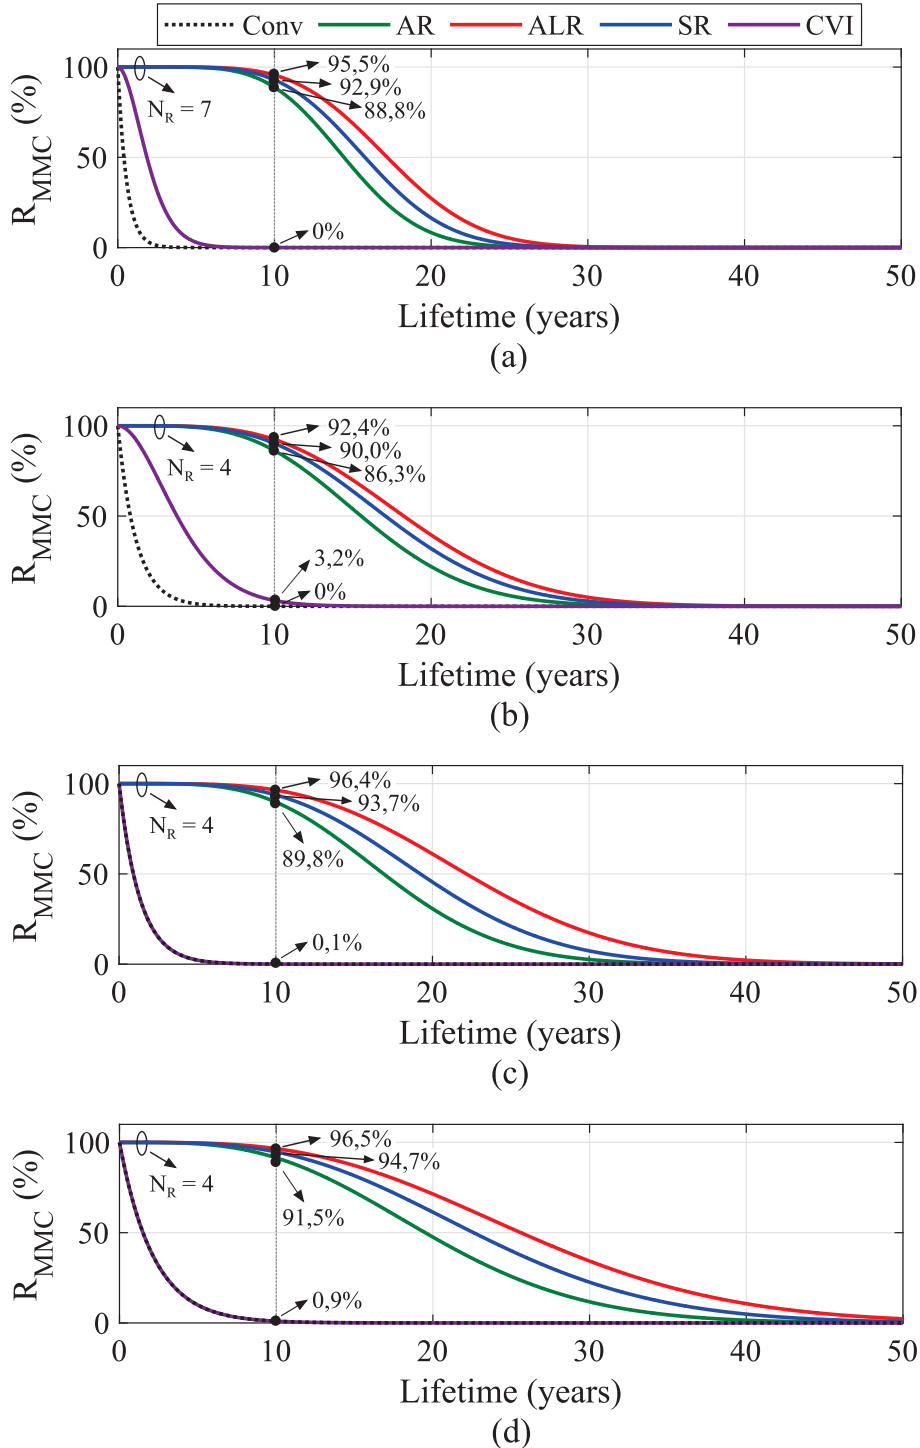 Conv AR ALR SR CVI
100
50
0
R_MMC (%)
N_R = 7
95,5%
92,9%
88,8%
0%
0 10 20 30 40 50
Lifetime (years)
(a)
100
50
0
R_MMC (%)
N_R = 4
92,4%
90,0%
86,3%
3,2%
0%
0 10 20 30 40 50
Lifetime (years)
(b)
100
50
0
R_MMC (%)
N_R = 4
96,4%
93,7%
89,8%
0,1%
0 10 20 30 40 50
Lifetime (years)
(c)
100
50
0
R_MMC (%)
N_R = 4
96,5%
94,7%
91,5%
0,9%
0 10 20 30 40 50
Lifetime (years)
(d)